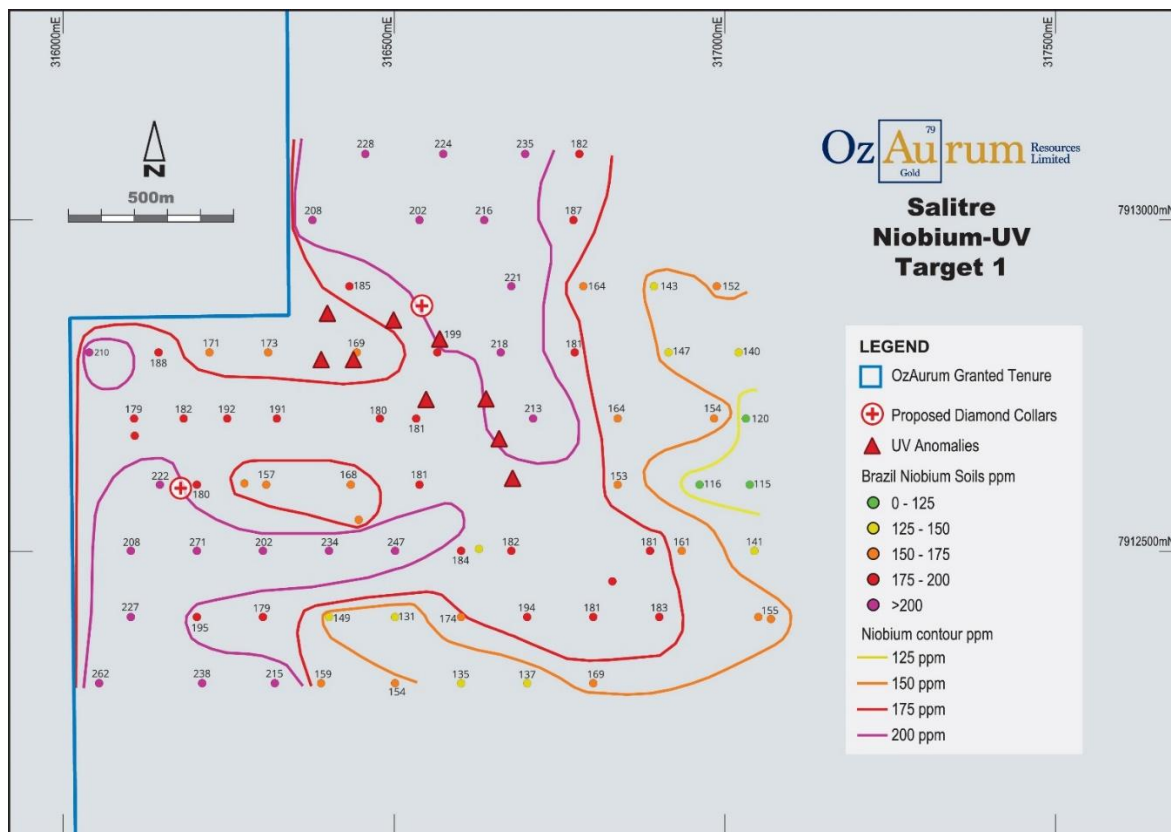 316000mE
316500mE
317000mE
317500mE
N
500m
79
Oz Au rum Resources
Limited
Gold
Salitre
Niobium-UV
Target 1
7913000mN
7912500mN
228 224 235 182
208 202 216 187
185 221 164 143 152
210 188 171 173 169 199 218 181 147 140
179 182 192 191 180 181 213 164 154 120
222 180 157 168 181 153 116 115
208 271 202 234 247 184 182 181 161 141
227 195 179 149 131 174 194 181 183 155
262 238 215 159 154 135 137 169
LEGEND
OzAurum Granted Tenure
Proposed Diamond Collars
UV Anomalies
Brazil Niobium Soils ppm
0 - 125
125 - 150
150 - 175
175 - 200
>200
Niobium contour ppm
125 ppm
150 ppm
175 ppm
200 ppm